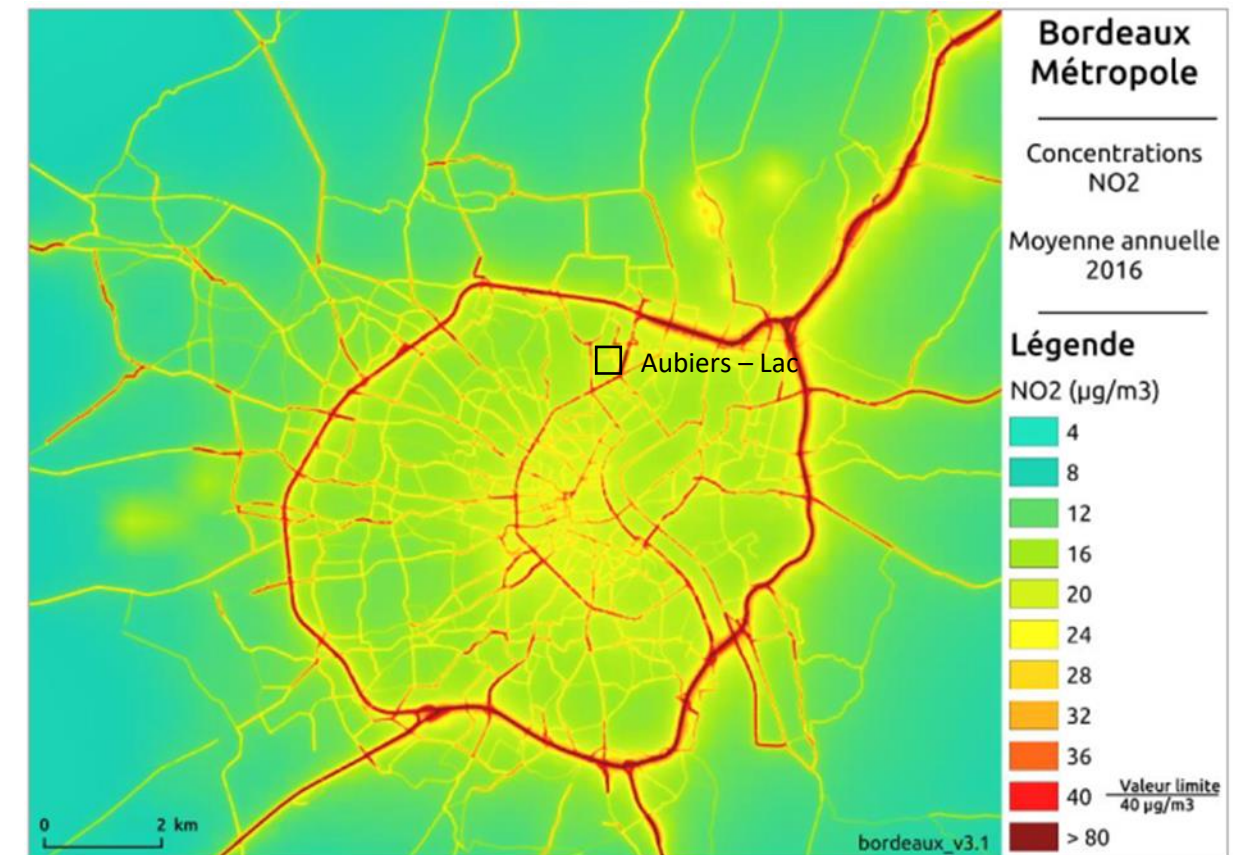 Bordeaux
Métropole
Concentrations
NO2
Moyenne annuelle
2016
Légende
NO2 (µg/m3)
4
8
12
16
20
24
28
32
36
40 Valeur limite
40 µg/m3
> 80
Aubiers – Lac
0 2 km
bordeaux_v3.1